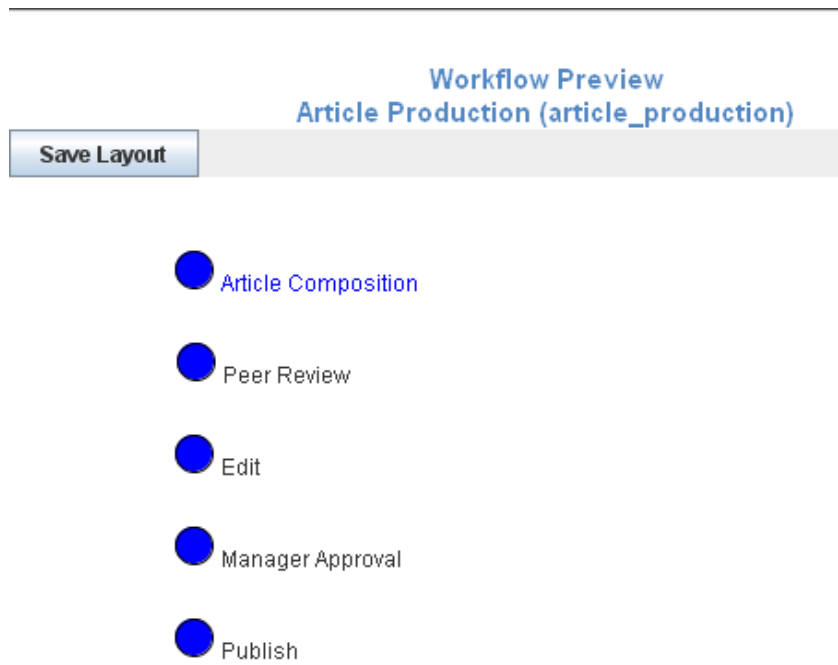 Workflow Preview
Article Production (article_production)
Save Layout
Article Composition
Peer Review
Edit
Manager Approval
Publish